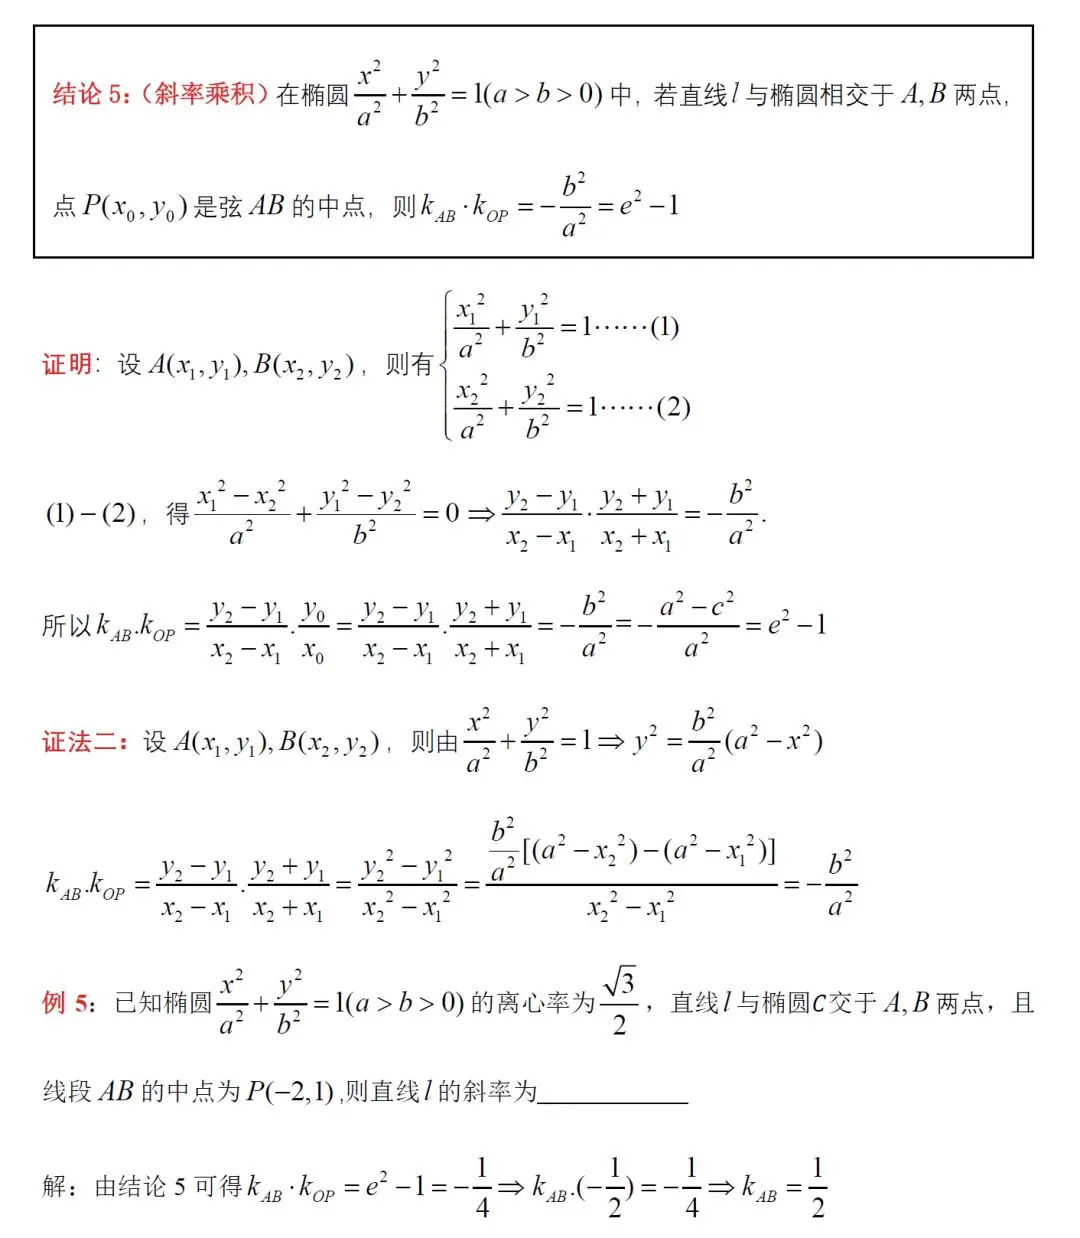 结论 5：（斜率乘积）在椭圆 $\frac{x^2}{a^2}+\frac{y^2}{b^2}=1(a>b>0)$ 中，若直线 $l$ 与椭圆相交于 $A,B$ 两点，
点 $P(x_0,y_0)$ 是弦 $AB$ 的中点，则 $k_{AB}\cdot k_{OP}=-\frac{b^2}{a^2}=e^2-1$
证明：设 $A(x_1,y_1),B(x_2,y_2)$，则有 $\begin{cases}\frac{x_1^2}{a^2}+\frac{y_1^2}{b^2}=1\cdots\cdots(1)\\ \frac{x_2^2}{a^2}+\frac{y_2^2}{b^2}=1\cdots\cdots(2)\end{cases}$
$(1)-(2)$，得 $\frac{x_1^2-x_2^2}{a^2}+\frac{y_1^2-y_2^2}{b^2}=0\Rightarrow\frac{y_2-y_1}{x_2-x_1}\cdot\frac{y_2+y_1}{x_2+x_1}=-\frac{b^2}{a^2}.$
所以 $k_{AB}.k_{OP}=\frac{y_2-y_1}{x_2-x_1}.\frac{y_0}{x_0}=\frac{y_2-y_1}{x_2-x_1}.\frac{y_2+y_1}{x_2+x_1}=-\frac{b^2}{a^2}=-\frac{a^2-c^2}{a^2}=e^2-1$
证法二：设 $A(x_1,y_1),B(x_2,y_2)$，则由 $\frac{x^2}{a^2}+\frac{y^2}{b^2}=1\Rightarrow y^2=\frac{b^2}{a^2}(a^2-x^2)$
$k_{AB}.k_{OP}=\frac{y_2-y_1}{x_2-x_1}.\frac{y_2+y_1}{x_2+x_1}=\frac{y_2^2-y_1^2}{x_2^2-x_1^2}=\frac{\frac{b^2}{a^2}[(a^2-x_2^2)-(a^2-x_1^2)]}{x_2^2-x_1^2}=-\frac{b^2}{a^2}$
例 5：已知椭圆 $\frac{x^2}{a^2}+\frac{y^2}{b^2}=1(a>b>0)$ 的离心率为 $\frac{\sqrt{3}}{2}$，直线 $l$ 与椭圆 $C$ 交于 $A,B$ 两点，且
线段 $AB$ 的中点为 $P(-2,1)$,则直线 $l$ 的斜率为____________
解：由结论 5 可得 $k_{AB}\cdot k_{OP}=e^2-1=-\frac{1}{4}\Rightarrow k_{AB}.(-\frac{1}{2})=-\frac{1}{4}\Rightarrow k_{AB}=\frac{1}{2}$